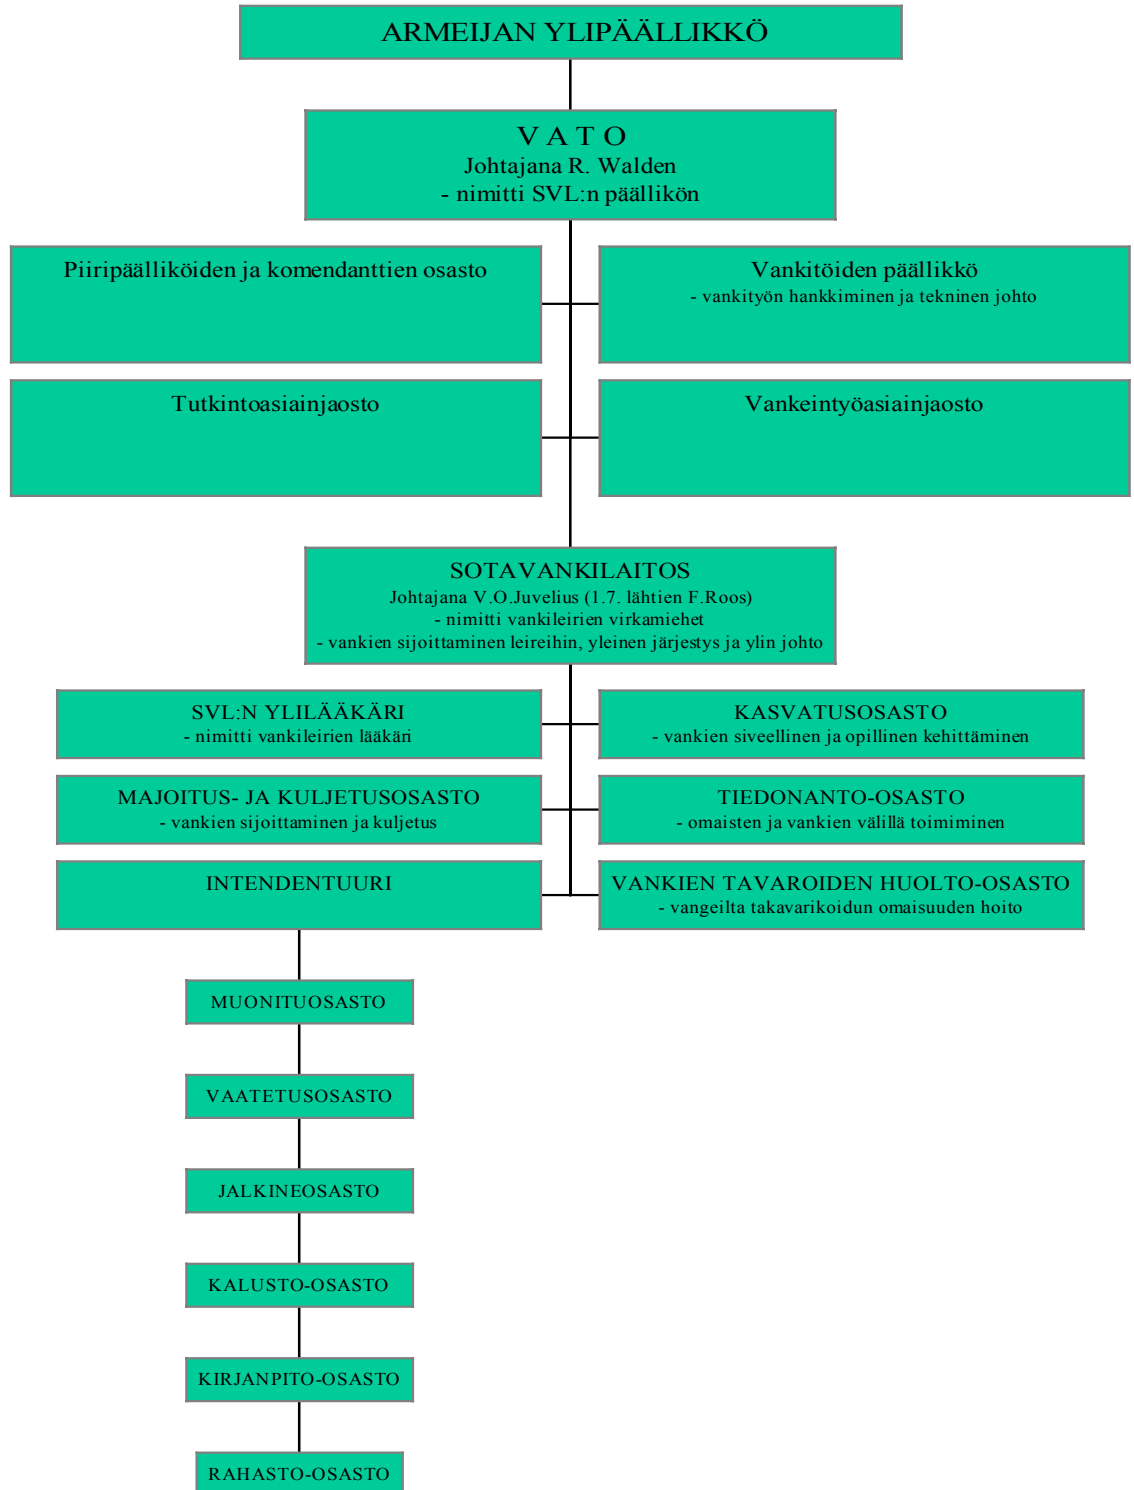 ARMEIJAN YLIPÄÄLLIKKÖ
V A T O
Johtajana R. Walden
- nimitti SVL:n päällikön
Piiripäälliköiden ja komendanttien osasto
Vankitöiden päällikkö
- vankityön hankkiminen ja tekninen johto
Tutkintoasiainjaosto
Vankeintyöasiainjaosto
SOTAVANKILAITOS
Johtajana V.O.Juvelius (1.7. lähtien F.Roos)
- nimitti vankileirien virkamiehet
- vankien sijoittaminen leireihin, yleinen järjestys ja ylin johto
SVL:N YLILÄÄKÄRI
- nimitti vankileirien lääkäri
KASVATUSOSASTO
- vankien siveellinen ja opillinen kehittäminen
MAJOITUS- JA KULJETUSOSASTO
- vankien sijoittaminen ja kuljetus
TIEDONANTO-OSASTO
- omaisten ja vankien välillä toimiminen
INTENDENTUURI
VANKIEN TAVAROIDEN HUOLTO-OSASTO
- vangeilta takavarikoidun omaisuuden hoito
MUONITUOSASTO
VAATETUSOSASTO
JALKINEOSASTO
KALUSTO-OSASTO
KIRJANPITO-OSASTO
RAHASTO-OSASTO